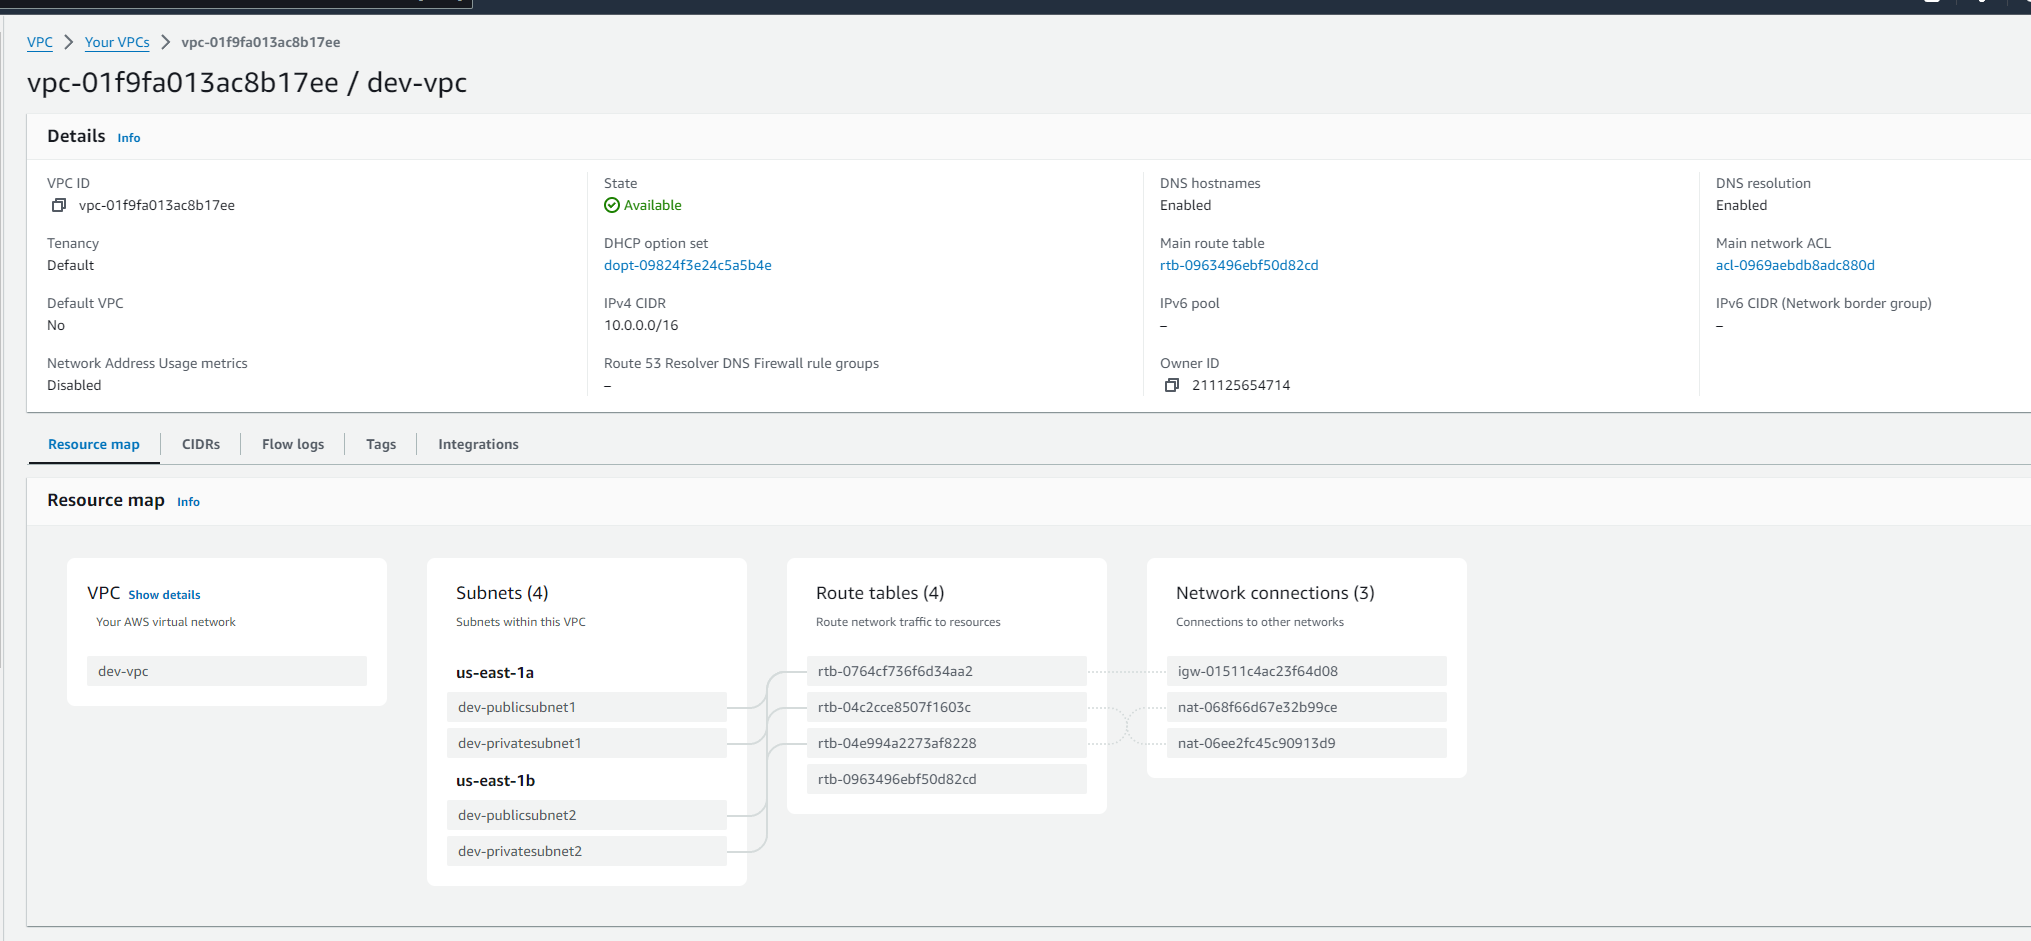 VPC > Your VPCs > vpc-01f9fa013ac8b17ee
vpc-01f9fa013ac8b17ee / dev-vpc
Details Info
VPC ID
vpc-01f9fa013ac8b17ee
State
Available
DNS hostnames
Enabled
DNS resolution
Enabled
Tenancy
Default
DHCP option set
dopt-09824f3e24c5a5b4e
Main route table
rtb-0963496ebf50d82cd
Main network ACL
acl-0969aebdb8adc880d
Default VPC
No
IPv4 CIDR
10.0.0.0/16
IPv6 pool
–
IPv6 CIDR (Network border group)
–
Network Address Usage metrics
Disabled
Route 53 Resolver DNS Firewall rule groups
–
Owner ID
211125654714
Resource map CIDRs Flow logs Tags Integrations
Resource map Info
VPC Show details
Your AWS virtual network
dev-vpc
Subnets (4)
Subnets within this VPC
us-east-1a
dev-publicsubnet1
dev-privatesubnet1
us-east-1b
dev-publicsubnet2
dev-privatesubnet2
Route tables (4)
Route network traffic to resources
rtb-0764cf736f6d34aa2
rtb-04c2cce8507f1603c
rtb-04e994a2273af8228
rtb-0963496ebf50d82cd
Network connections (3)
Connections to other networks
igw-01511c4ac23f64d08
nat-068f66d67e32b99ce
nat-06ee2fc45c90913d9